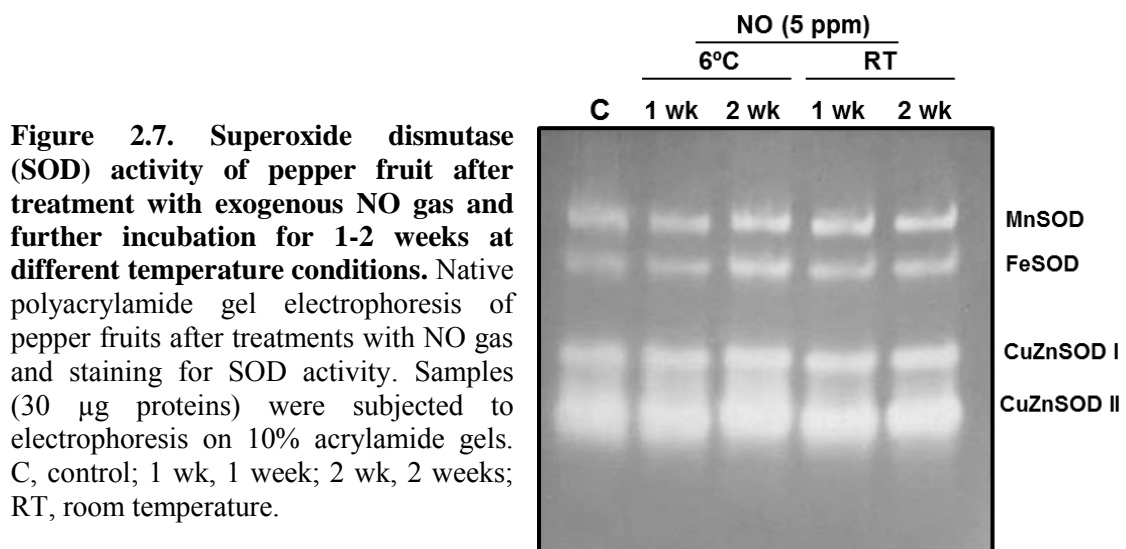 Figure 2.7. Superoxide dismutase
(SOD) activity of pepper fruit after
treatment with exogenous NO gas and
further incubation for 1-2 weeks at
different temperature conditions. Native
polyacrylamide gel electrophoresis of
pepper fruits after treatments with NO gas
and staining for SOD activity. Samples
(30 µg proteins) were subjected to
electrophoresis on 10% acrylamide gels.
C, control; 1 wk, 1 week; 2 wk, 2 weeks;
RT, room temperature.
NO (5 ppm)
6ºC RT
C 1 wk 2 wk 1 wk 2 wk
MnSOD
FeSOD
CuZnSOD I
CuZnSOD II